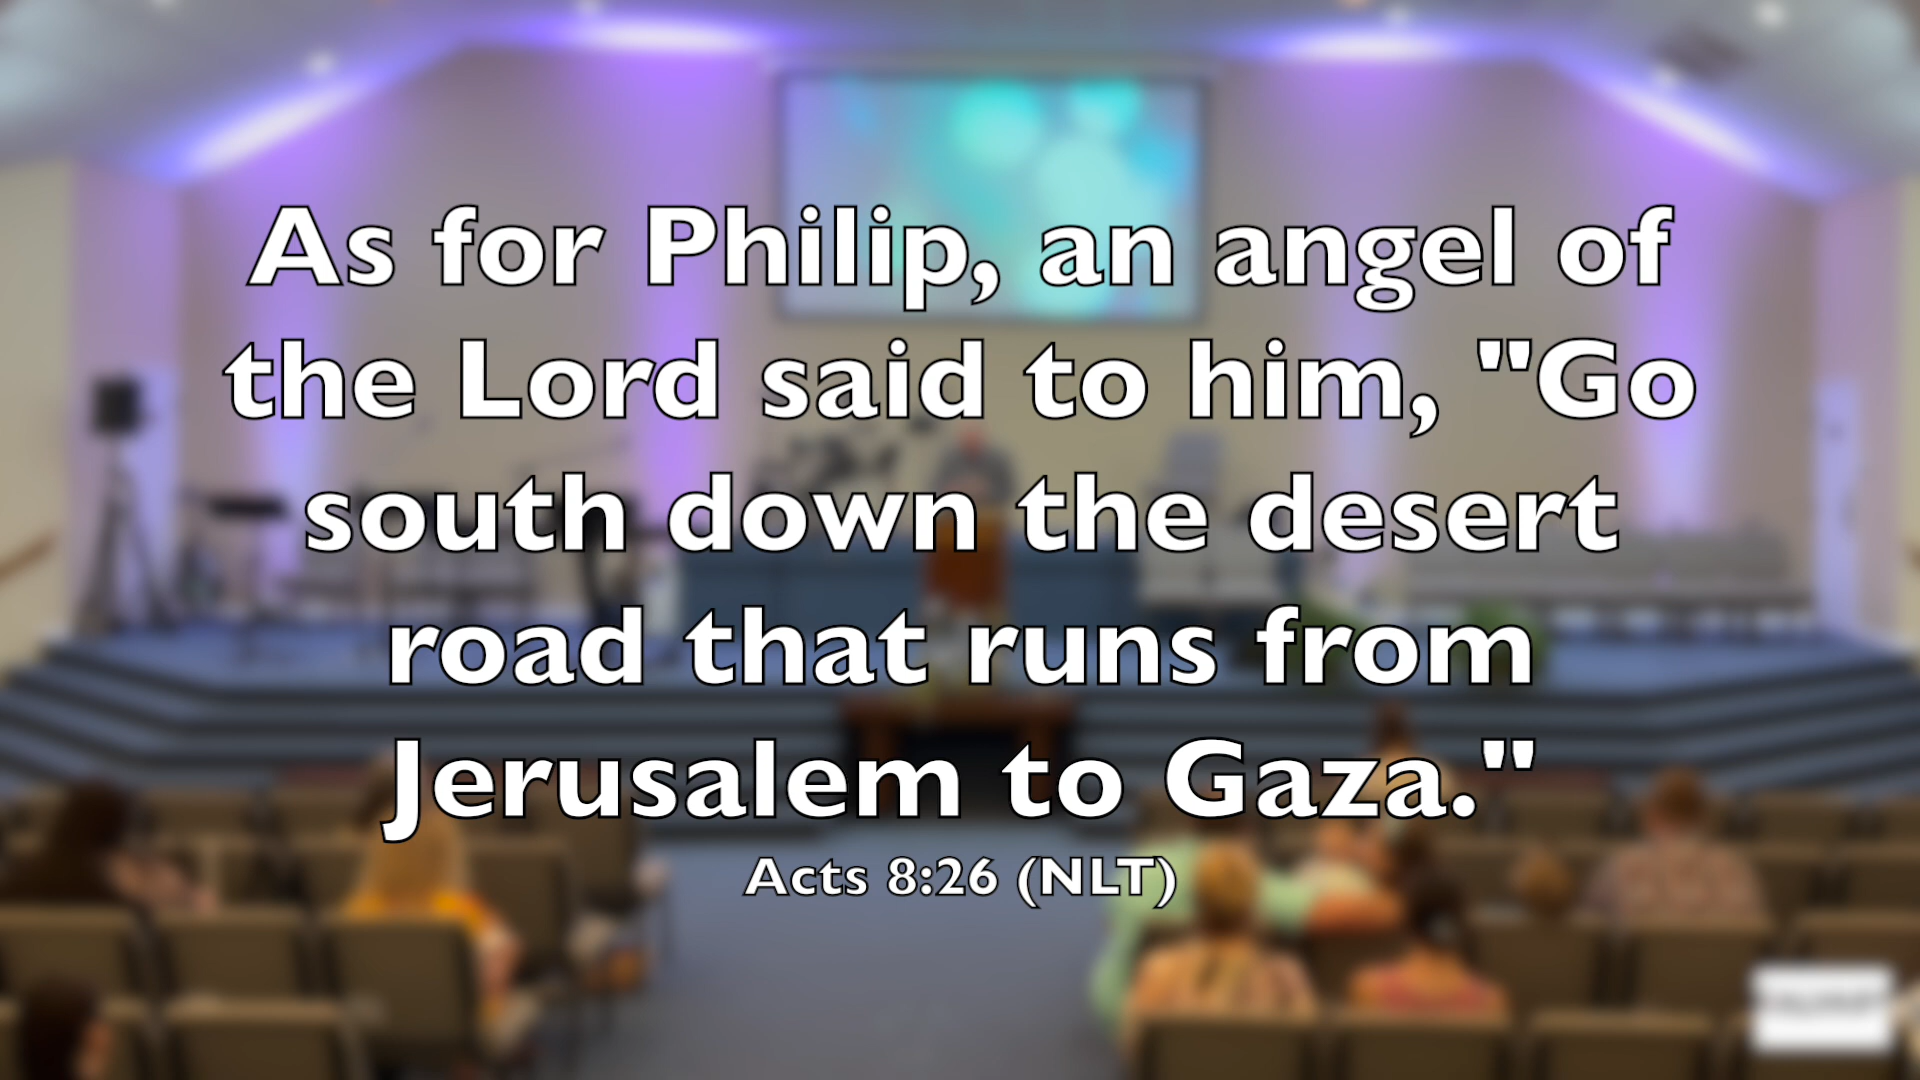 As for Philip, an angel of
the Lord said to him, "Go
south down the desert
road that runs from
Jerusalem to Gaza."
Acts 8:26 (NLT)